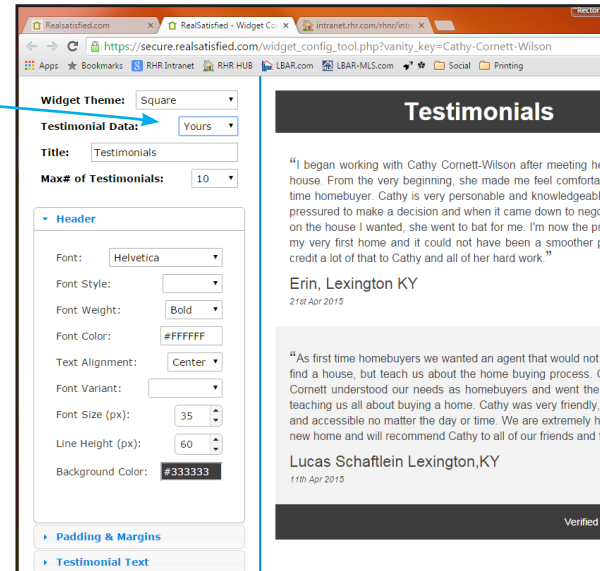 Rector
Realsatisfied.com
RealSatisfied - Widget Co
intranet.rhr.com/rhnr/intr
https://secure.realsatisfied.com/widget_config_tool.php?vanity_key=Cathy-Cornett-Wilson
Apps Bookmarks RHR Intranet RHR HUB LBAR.com LBAR-MLS.com Social Printing
Widget Theme: Square
Testimonial Data: Yours
Title: Testimonials
Max# of Testimonials: 10
Header
Font: Helvetica
Font Style:
Font Weight: Bold
Font Color: #FFFFFF
Text Alignment: Center
Font Variant:
Font Size (px): 35
Line Height (px): 60
Background Color: #333333
Padding & Margins
Testimonial Text
Testimonials
"I began working with Cathy Cornett-Wilson after meeting he
house. From the very beginning, she made me feel comforta
time homebuyer. Cathy is very personable and knowledgeabl
pressured to make a decision and when it came down to nego
on the house I wanted, she went to bat for me. I'm now the pr
my very first home and it could not have been a smoother p
credit a lot of that to Cathy and all of her hard work."
Erin, Lexington KY
21st Apr 2015
"As first time homebuyers we wanted an agent that would not
find a house, but teach us about the home buying process. C
Cornett understood our needs as homebuyers and went the
teaching us all about buying a home. Cathy was very friendly,
and accessible no matter the day or time. We are extremely h
new home and will recommend Cathy to all of our friends and
Lucas Schaftlein Lexington,KY
11th Apr 2015
Verified